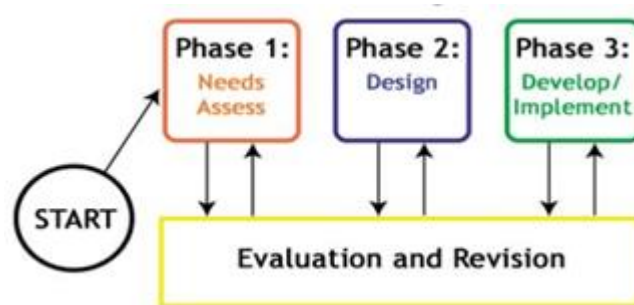 START
Phase 1:
Needs
Assess
Phase 2:
Design
Phase 3:
Develop/
Implement
Evaluation and Revision